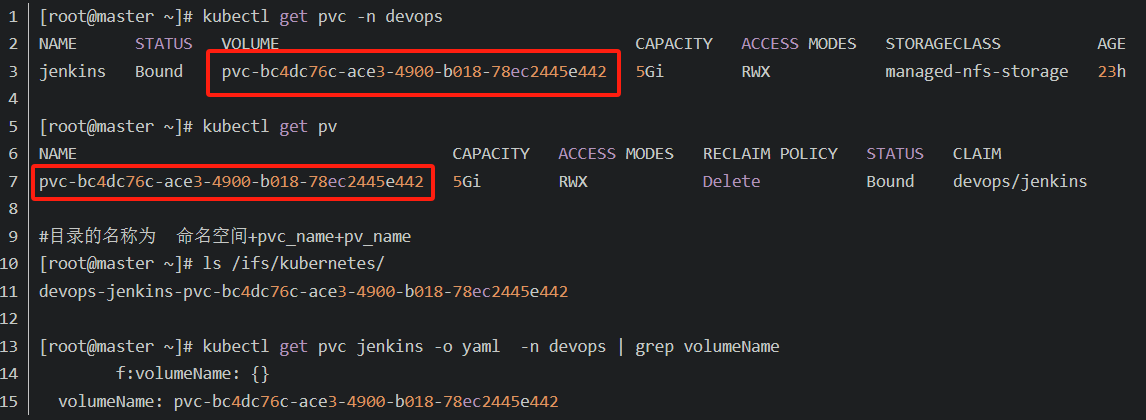 1 [root@master ~]# kubectl get pvc -n devops
2 NAME STATUS VOLUME CAPACITY ACCESS MODES STORAGECLASS AGE
3 jenkins Bound pvc-bc4dc76c-ace3-4900-b018-78ec2445e442 5Gi RWX managed-nfs-storage 23h
4
5 [root@master ~]# kubectl get pv
6 NAME CAPACITY ACCESS MODES RECLAIM POLICY STATUS CLAIM
7 pvc-bc4dc76c-ace3-4900-b018-78ec2445e442 5Gi RWX Delete Bound devops/jenkins
8
9 #目录的名称为 命名空间+pvc_name+pv_name
10 [root@master ~]# ls /ifs/kubernetes/
11 devops-jenkins-pvc-bc4dc76c-ace3-4900-b018-78ec2445e442
12
13 [root@master ~]# kubectl get pvc jenkins -o yaml -n devops | grep volumeName
14 f:volumeName: {}
15 volumeName: pvc-bc4dc76c-ace3-4900-b018-78ec2445e442